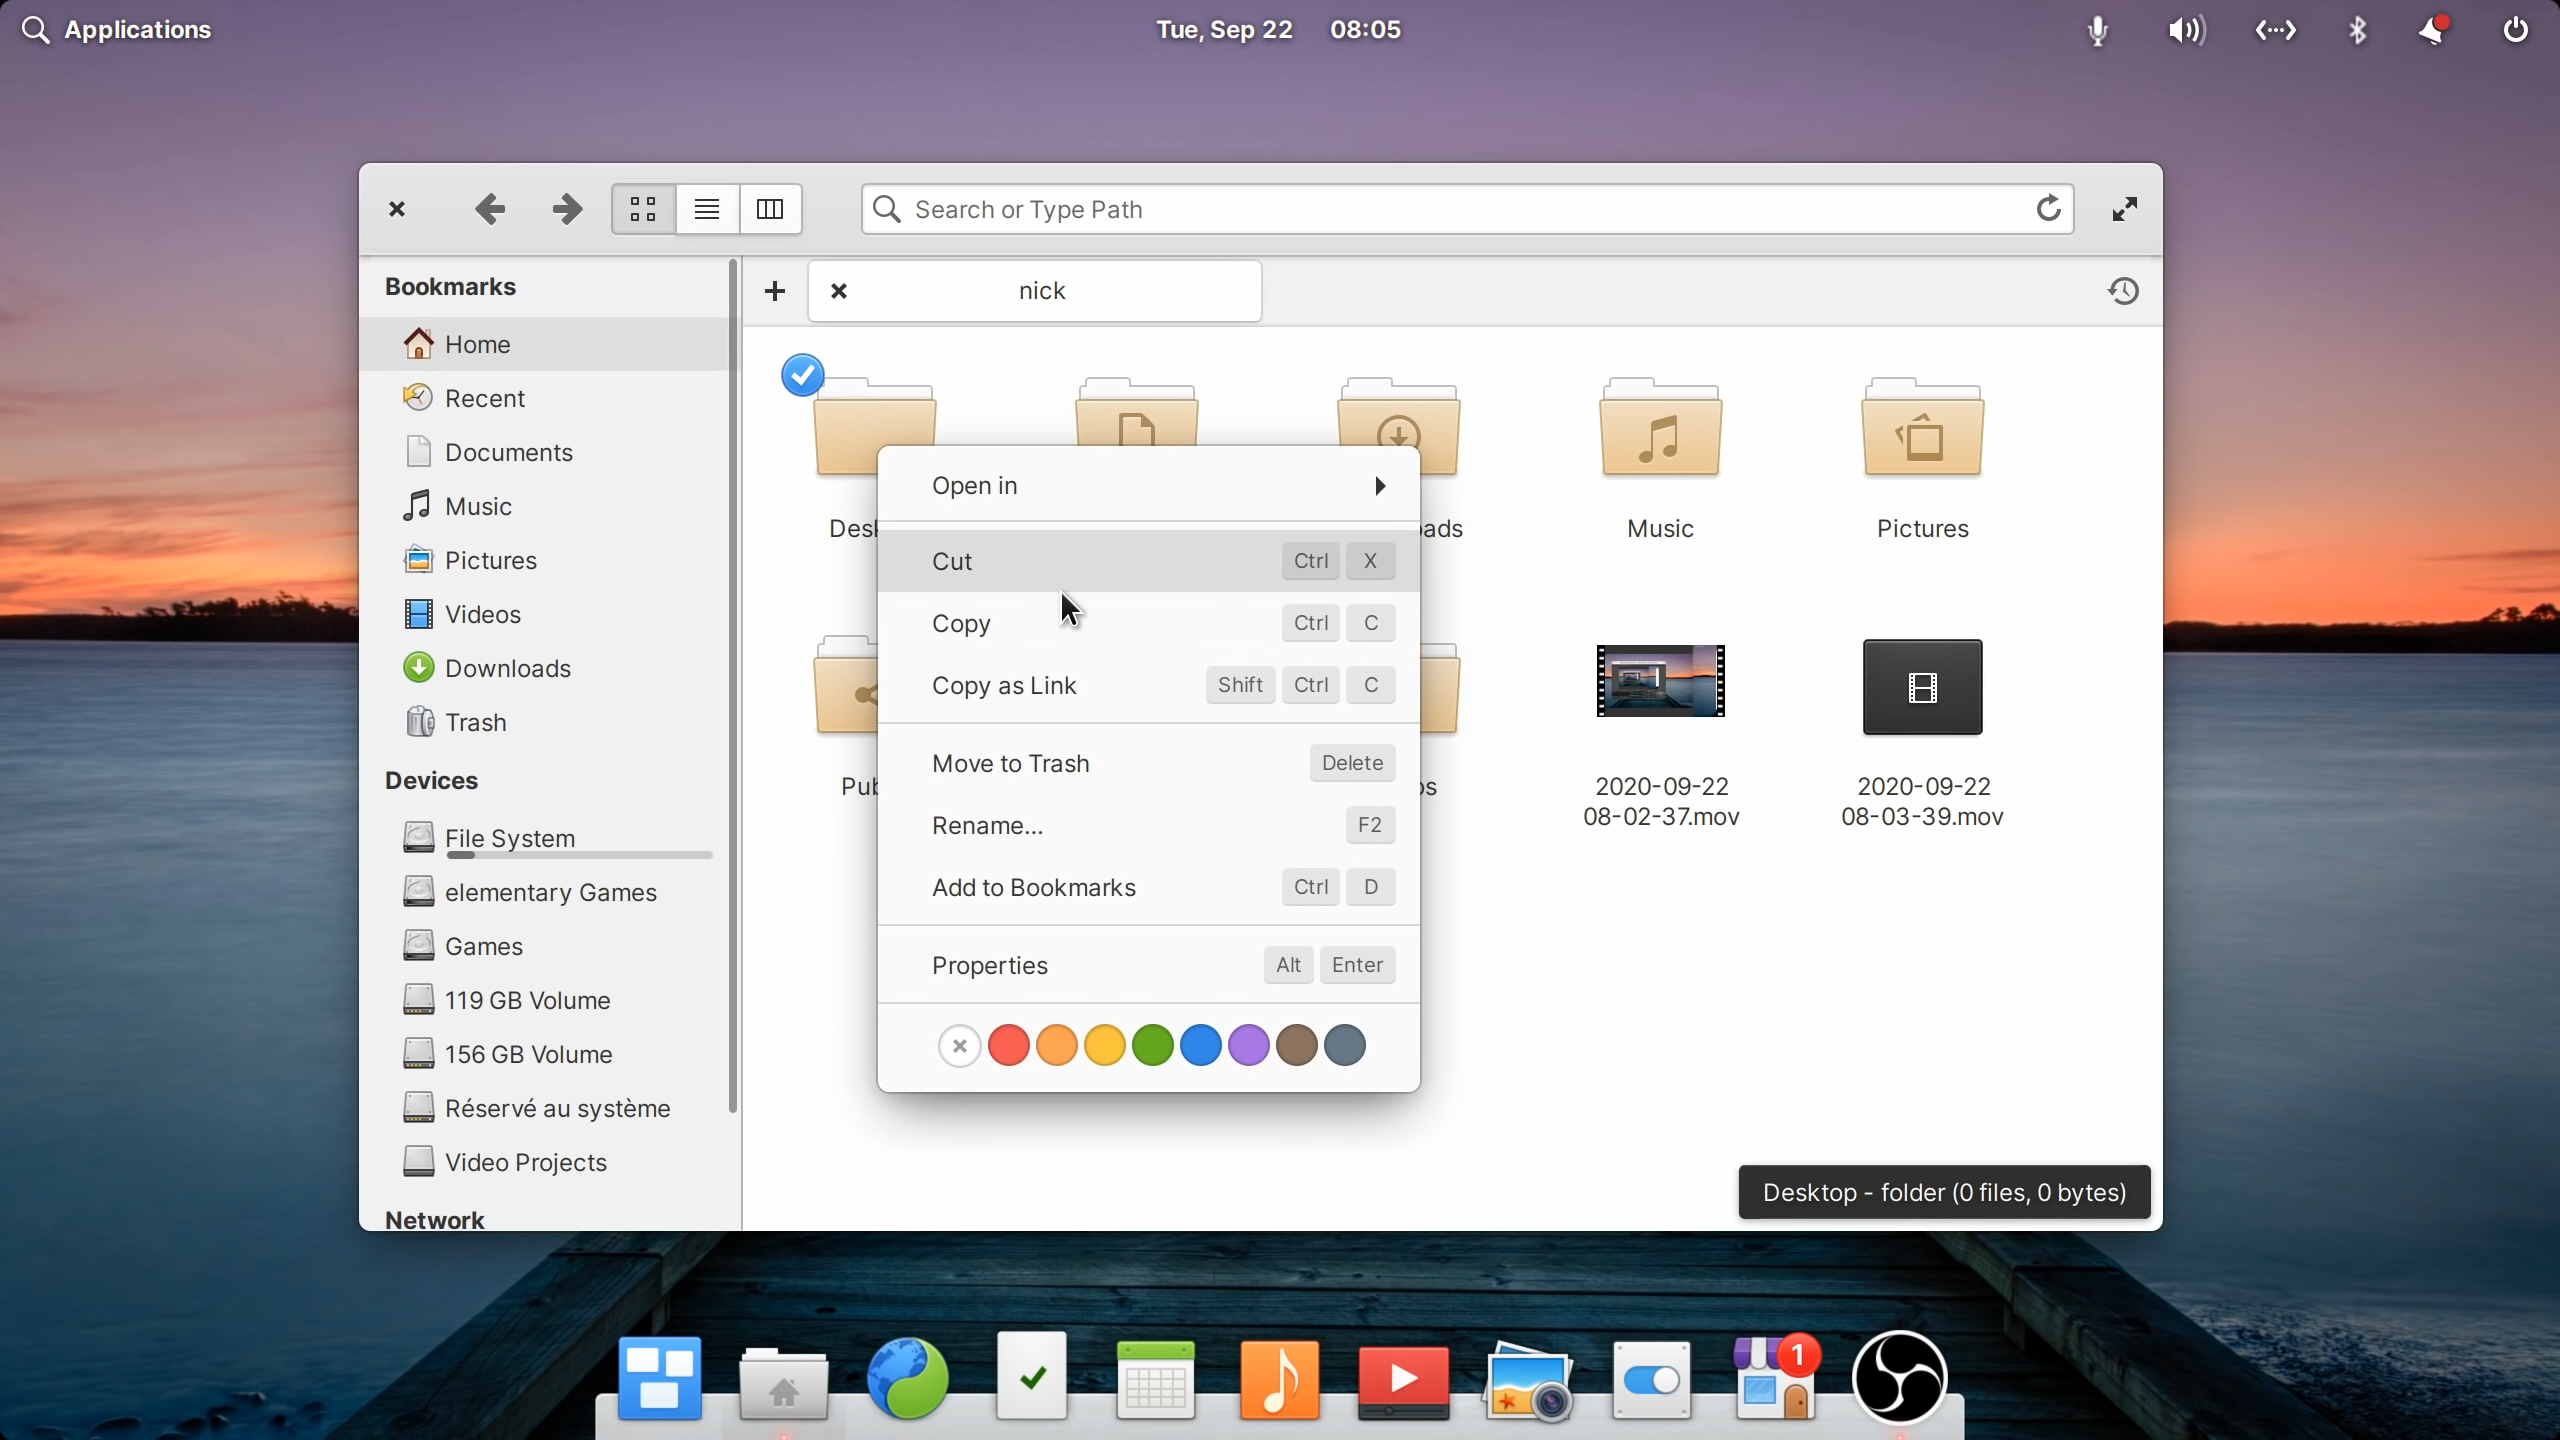 Applications
Tue, Sep 22 08:05
Search or Type Path
Bookmarks
Home
Recent
Documents
Music
Pictures
Videos
Downloads
Trash
Devices
File System
elementary Games
Games
119 GB Volume
156 GB Volume
Réservé au système
Video Projects
Network
nick
Desk
ads
Music
Pictures
Pub
os
2020-09-22
08-02-37.mov
2020-09-22
08-03-39.mov
Open in
Cut Ctrl X
Copy Ctrl C
Copy as Link Shift Ctrl C
Move to Trash Delete
Rename... F2
Add to Bookmarks Ctrl D
Properties Alt Enter
Desktop - folder (0 files, 0 bytes)
1